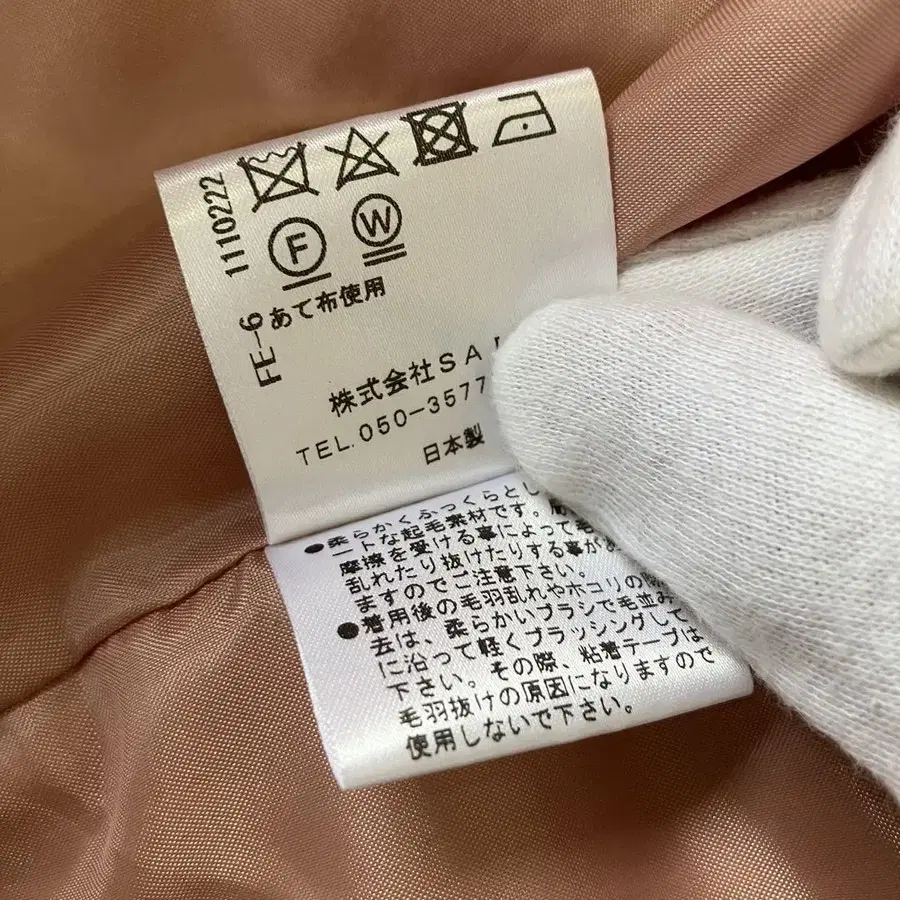 1110222
F
W
FE-6
あて布使用
株式会社SA
TEL.050-3577
日本製
●柔らかくふっくらとし
ートな起毛素材です。
摩擦を受ける事によって毛
乱れたり抜けたりする事が
ますのでご注意下さい。
●着用後の毛羽乱れやホコリの除
去は、柔らかいブラシで毛並み
に沿って軽くブラッシングして
下さい。その際、粘着テープは
毛羽抜けの原因になりますので
使用しないで下さい。